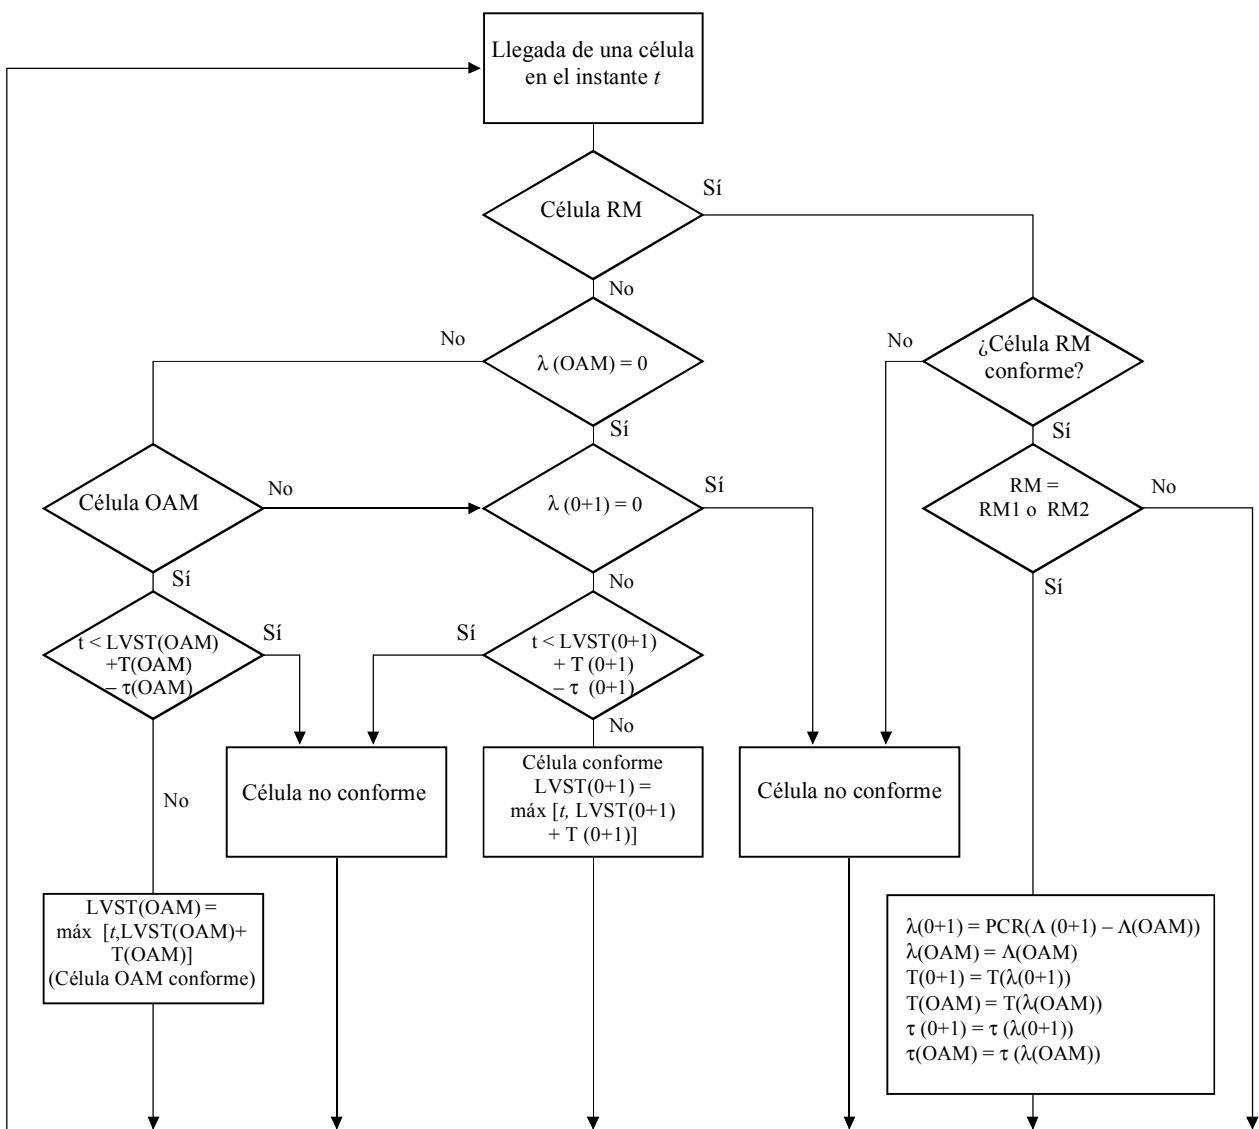 Llegada de una célula
en el instante t
Célula RM
Sí
No
No
λ (OAM) = 0
No
¿Célula RM
conforme?
Sí
Sí
Célula OAM
No
λ (0+1) = 0
Sí
RM =
RM1 o RM2
No
Sí
No
Sí
t < LVST(OAM)
+T(OAM)
– τ(OAM)
Sí
Sí
t < LVST(0+1)
+ T (0+1)
– τ (0+1)
No
No
Célula no conforme
Célula conforme
LVST(0+1) =
máx [t, LVST(0+1)
+ T (0+1)]
Célula no conforme
LVST(OAM) =
máx [t,LVST(OAM)+
T(OAM)]
(Célula OAM conforme)
λ(0+1) = PCR(Λ (0+1) – Λ(OAM))
λ(OAM) = Λ(OAM)
T(0+1) = T(λ(0+1))
T(OAM) = T(λ(OAM))
τ (0+1) = τ (λ(0+1))
τ(OAM) = τ (λ(OAM))